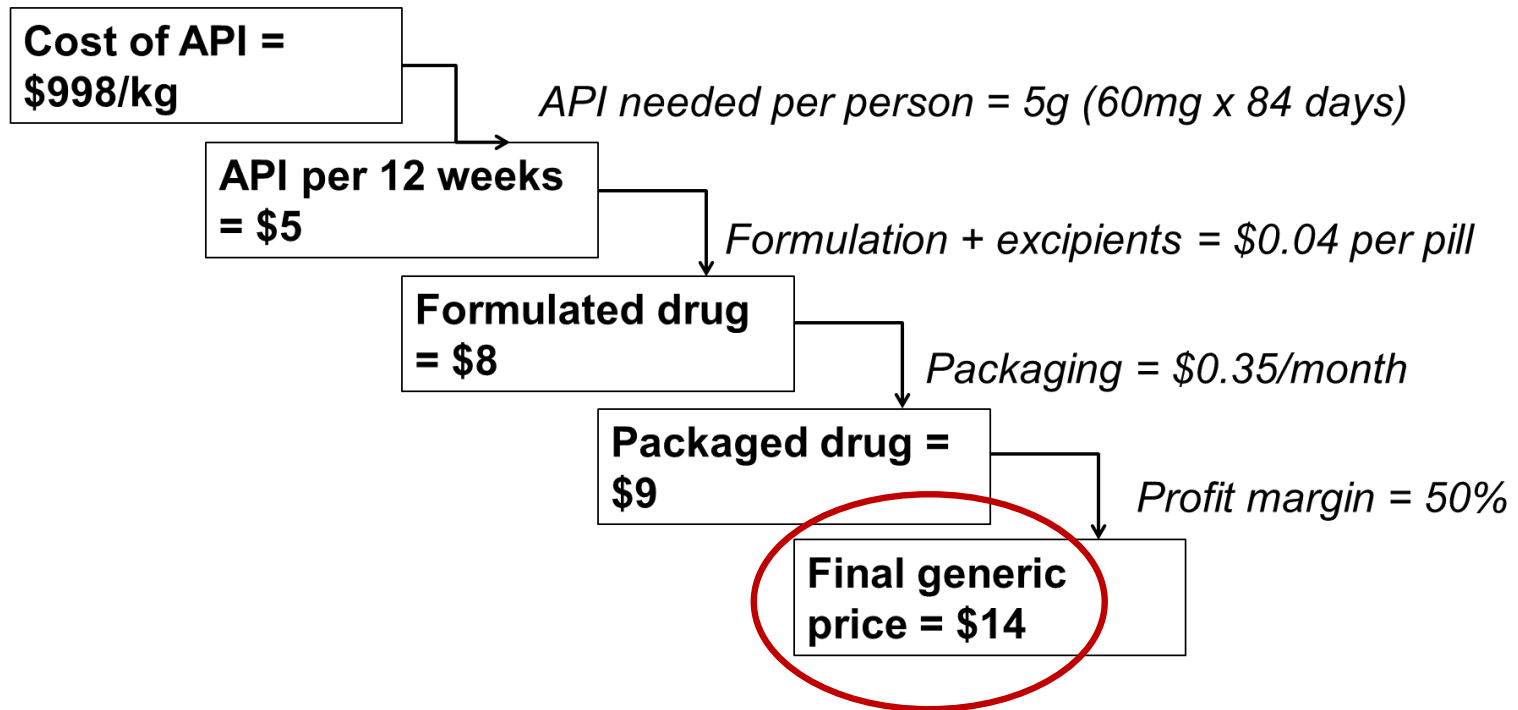 Cost of API =
$998/kg
API needed per person = 5g (60mg x 84 days)
API per 12 weeks
= $5
Formulation + excipients = $0.04 per pill
Formulated drug
= $8
Packaging = $0.35/month
Packaged drug =
$9
Profit margin = 50%
Final generic
price = $14